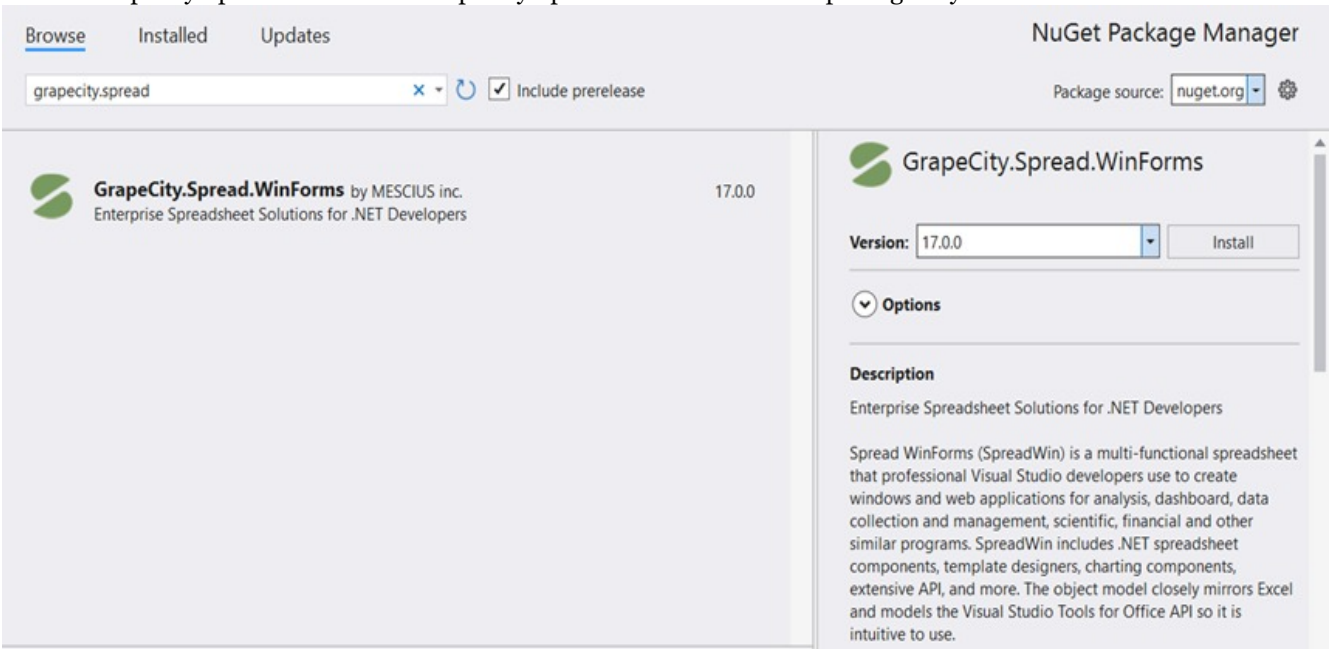 Browse Installed Updates NuGet Package Manager
grapecity.spread Include prerelease Package source: nuget.org
GrapeCity.Spread.WinForms by MESCIUS inc. 17.0.0
Enterprise Spreadsheet Solutions for .NET Developers
GrapeCity.Spread.WinForms
Version: 17.0.0 Install
Options
Description
Enterprise Spreadsheet Solutions for .NET Developers
Spread WinForms (SpreadWin) is a multi-functional spreadsheet
that professional Visual Studio developers use to create
windows and web applications for analysis, dashboard, data
collection and management, scientific, financial and other
similar programs. SpreadWin includes .NET spreadsheet
components, template designers, charting components,
extensive API, and more. The object model closely mirrors Excel
and models the Visual Studio Tools for Office API so it is
intuitive to use.